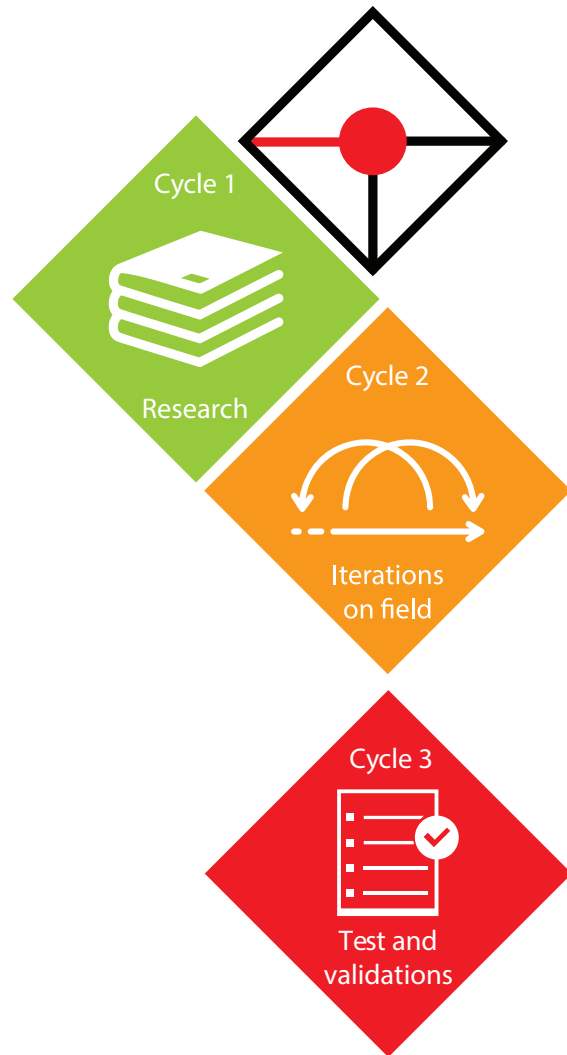 Cycle 1
Research
Cycle 2
Iterations
on field
Cycle 3
Test and
validations